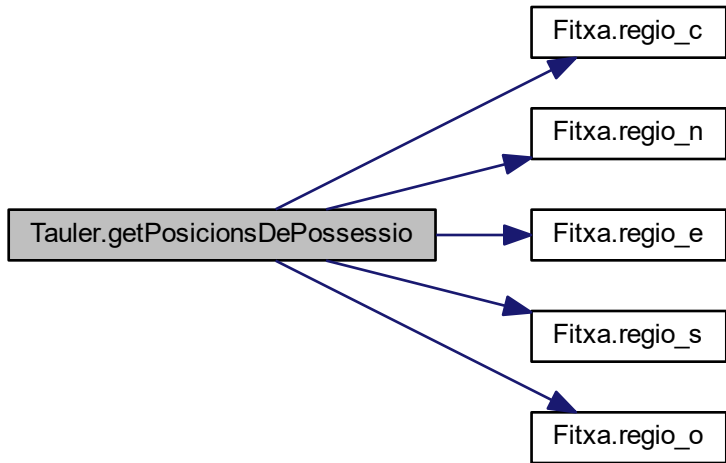 Fitxa.regio_c
Fitxa.regio_n
Tauler.getPosicionsDePossessio
Fitxa.regio_e
Fitxa.regio_s
Fitxa.regio_o